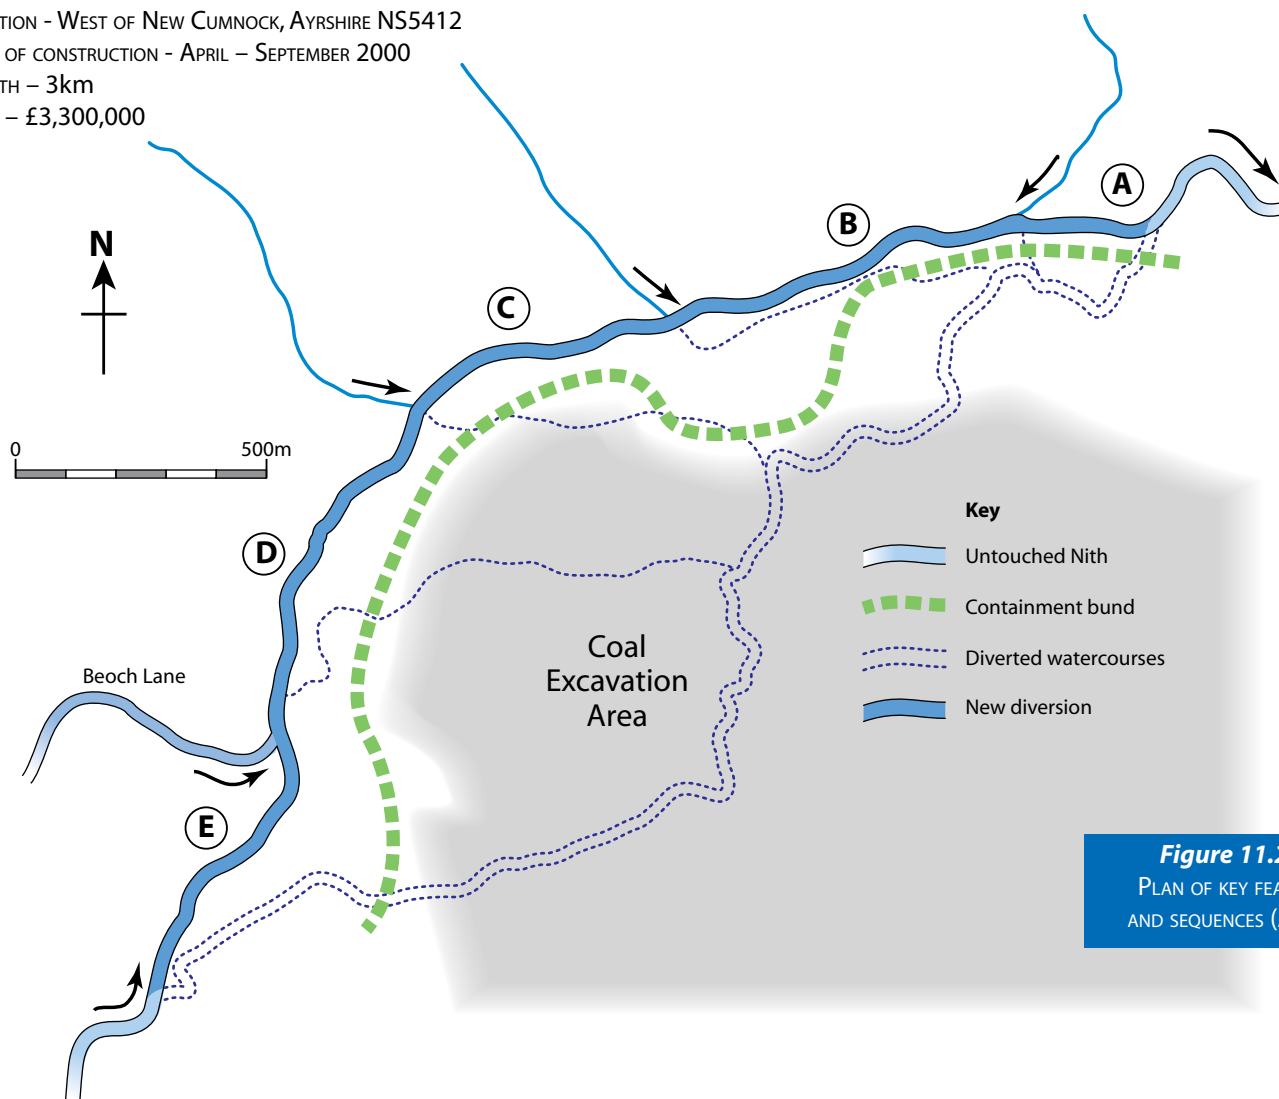 TION - West of New Cumnock, Ayrshire NS5412
of construction - April – September 2000
TH – 3km
– £3,300,000
N
0 500m
A
B
C
D
E
Beoch Lane
Coal
Excavation
Area
Key
Untouched Nith
Containment bund
Diverted watercourses
New diversion
Figure 11.2
Plan of key fea
and sequences (